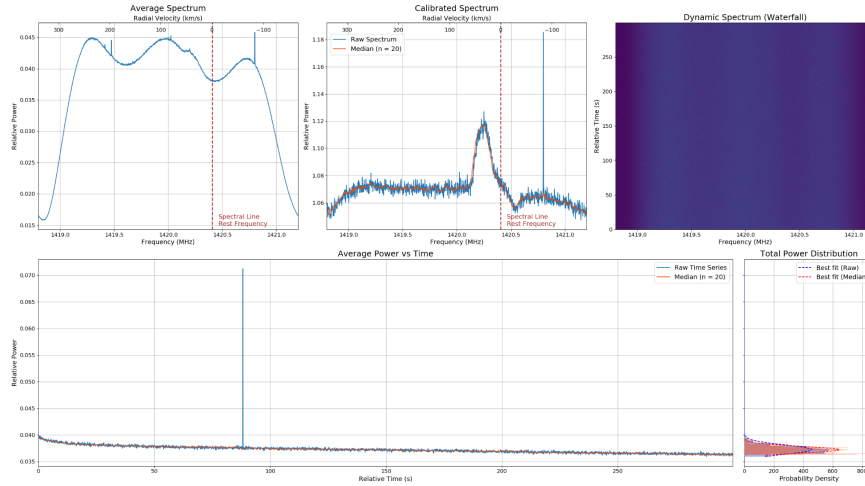 Average Spectrum
Radial Velocity (km/s)
300 200 100 0 −100
0.045
0.040
0.035
0.030
0.025
0.020
0.015
Relative Power
Spectral Line
Rest Frequency
1419.0 1419.5 1420.0 1420.5 1421.0
Frequency (MHz)
Calibrated Spectrum
Radial Velocity (km/s)
300 200 100 0 −100
Raw Spectrum
Median (n = 20)
1.18
1.16
1.14
1.12
1.10
1.08
1.06
Relative Power
Spectral Line
Rest Frequency
1419.0 1419.5 1420.0 1420.5 1421.0
Frequency (MHz)
Dynamic Spectrum (Waterfall)
250
200
150
100
50
0
Relative Time (s)
1419.0 1419.5 1420.0 1420.5 1421.0
Frequency (MHz)
Average Power vs Time
Raw Time Series
Median (n = 20)
0.070
0.065
0.060
0.055
0.050
0.045
0.040
0.035
Relative Power
0 50 100 150 200 250
Relative Time (s)
Total Power Distribution
Best fit (Raw)
Best fit (Median)
0 200 400 600 800
Probability Density